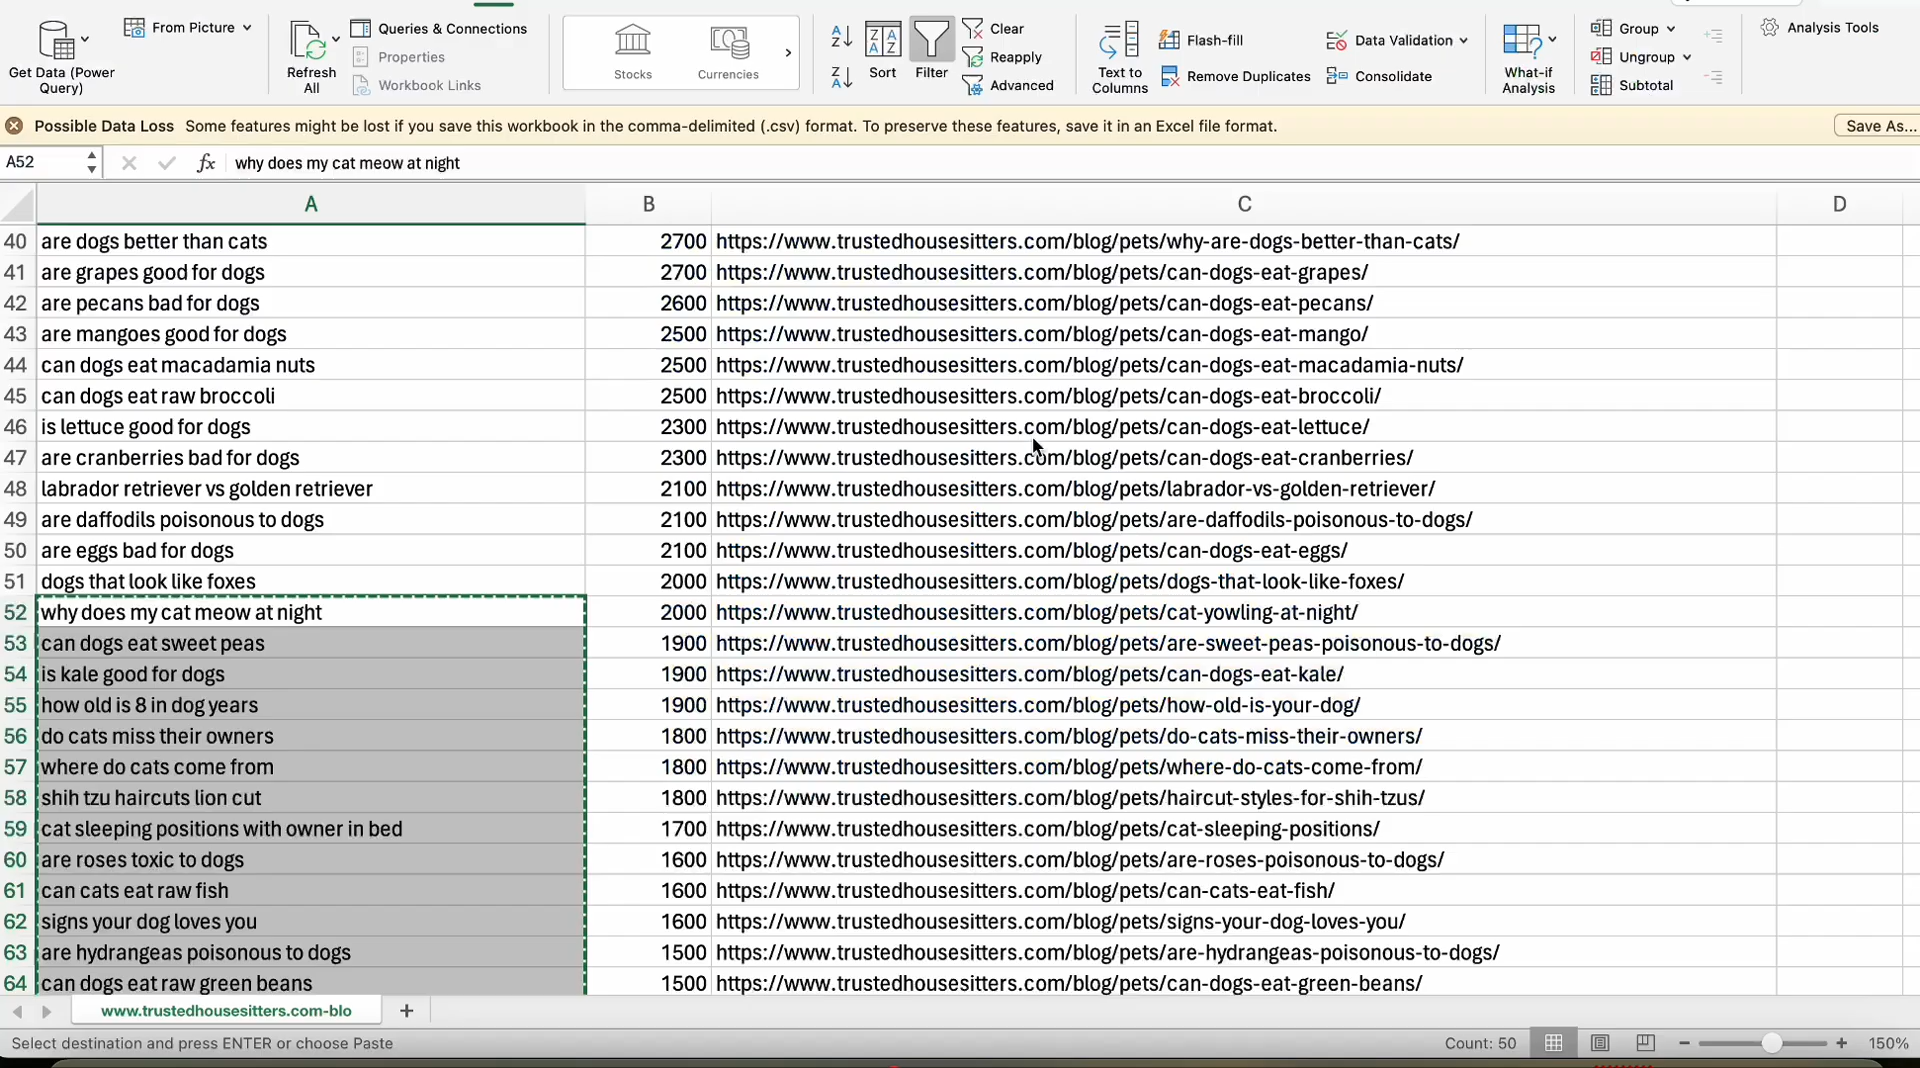 From Picture
Get Data (Power
Query)
Refresh
All
Queries & Connections
Properties
Workbook Links
Stocks
Currencies
Sort
Filter
Clear
Reapply
Advanced
Text to
Columns
Flash-fill
Remove Duplicates
Data Validation
Consolidate
What-if
Analysis
Group
Ungroup
Subtotal
Analysis Tools
Possible Data Loss Some features might be lost if you save this workbook in the comma-delimited (.csv) format. To preserve these features, save it in an Excel file format. Save As...
A52 fx why does my cat meow at night
A B C D
40 are dogs better than cats 2700 https://www.trustedhousesitters.com/blog/pets/why-are-dogs-better-than-cats/
41 are grapes good for dogs 2700 https://www.trustedhousesitters.com/blog/pets/can-dogs-eat-grapes/
42 are pecans bad for dogs 2600 https://www.trustedhousesitters.com/blog/pets/can-dogs-eat-pecans/
43 are mangoes good for dogs 2500 https://www.trustedhousesitters.com/blog/pets/can-dogs-eat-mango/
44 can dogs eat macadamia nuts 2500 https://www.trustedhousesitters.com/blog/pets/can-dogs-eat-macadamia-nuts/
45 can dogs eat raw broccoli 2500 https://www.trustedhousesitters.com/blog/pets/can-dogs-eat-broccoli/
46 is lettuce good for dogs 2300 https://www.trustedhousesitters.com/blog/pets/can-dogs-eat-lettuce/
47 are cranberries bad for dogs 2300 https://www.trustedhousesitters.com/blog/pets/can-dogs-eat-cranberries/
48 labrador retriever vs golden retriever 2100 https://www.trustedhousesitters.com/blog/pets/labrador-vs-golden-retriever/
49 are daffodils poisonous to dogs 2100 https://www.trustedhousesitters.com/blog/pets/are-daffodils-poisonous-to-dogs/
50 are eggs bad for dogs 2100 https://www.trustedhousesitters.com/blog/pets/can-dogs-eat-eggs/
51 dogs that look like foxes 2000 https://www.trustedhousesitters.com/blog/pets/dogs-that-look-like-foxes/
52 why does my cat meow at night 2000 https://www.trustedhousesitters.com/blog/pets/cat-yowling-at-night/
53 can dogs eat sweet peas 1900 https://www.trustedhousesitters.com/blog/pets/are-sweet-peas-poisonous-to-dogs/
54 is kale good for dogs 1900 https://www.trustedhousesitters.com/blog/pets/can-dogs-eat-kale/
55 how old is 8 in dog years 1900 https://www.trustedhousesitters.com/blog/pets/how-old-is-your-dog/
56 do cats miss their owners 1800 https://www.trustedhousesitters.com/blog/pets/do-cats-miss-their-owners/
57 where do cats come from 1800 https://www.trustedhousesitters.com/blog/pets/where-do-cats-come-from/
58 shih tzu haircuts lion cut 1800 https://www.trustedhousesitters.com/blog/pets/haircut-styles-for-shih-tzus/
59 cat sleeping positions with owner in bed 1700 https://www.trustedhousesitters.com/blog/pets/cat-sleeping-positions/
60 are roses toxic to dogs 1600 https://www.trustedhousesitters.com/blog/pets/are-roses-poisonous-to-dogs/
61 can cats eat raw fish 1600 https://www.trustedhousesitters.com/blog/pets/can-cats-eat-fish/
62 signs your dog loves you 1600 https://www.trustedhousesitters.com/blog/pets/signs-your-dog-loves-you/
63 are hydrangeas poisonous to dogs 1500 https://www.trustedhousesitters.com/blog/pets/are-hydrangeas-poisonous-to-dogs/
64 can dogs eat raw green beans 1500 https://www.trustedhousesitters.com/blog/pets/can-dogs-eat-green-beans/
www.trustedhousesitters.com-blo
Select destination and press ENTER or choose Paste Count: 50 150%